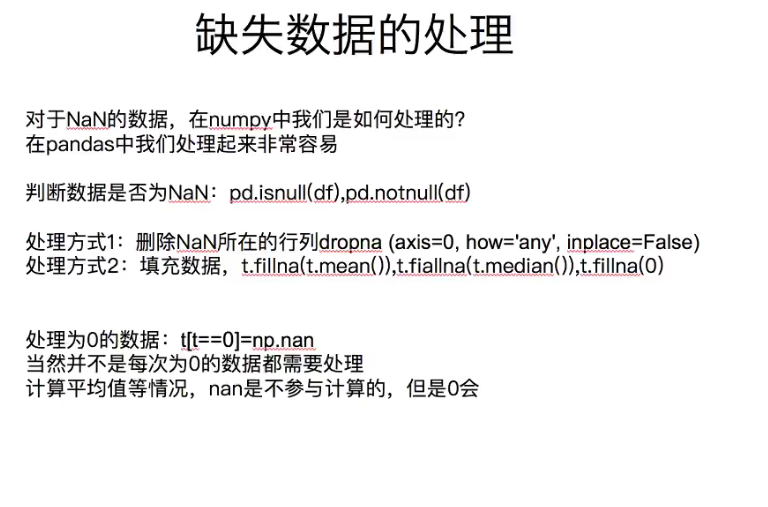 缺失数据的处理
对于NaN的数据，在numpy中我们是如何处理的?
在pandas中我们处理起来非常容易
判断数据是否为NaN：pd.isnull(df),pd.notnull(df)
处理方式1：删除NaN所在的行列dropna (axis=0, how='any', inplace=False)
处理方式2：填充数据，t.fillna(t.mean()),t.fiallna(t.median()),t.fillna(0)
处理为0的数据：t[t==0]=np.nan
当然并不是每次为0的数据都需要处理
计算平均值等情况，nan是不参与计算的，但是0会